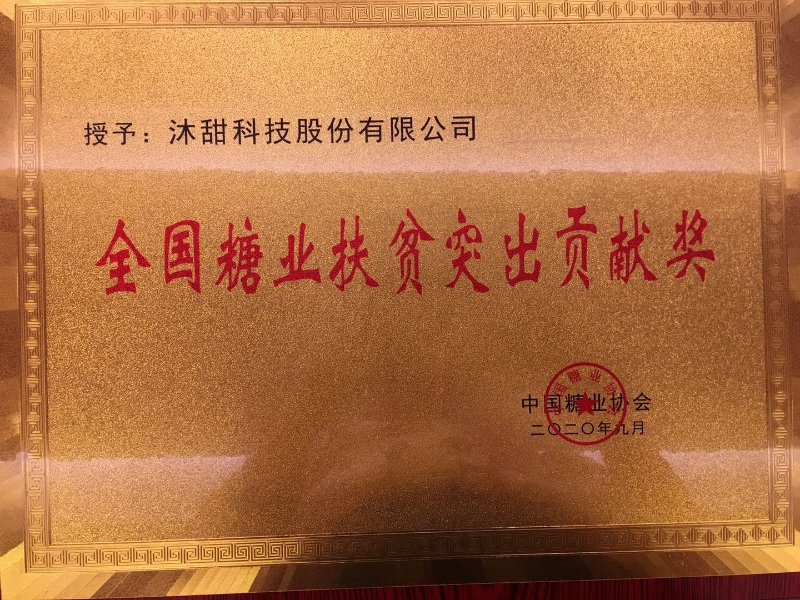 授予：沐甜科技股份有限公司
全国糖业扶贫突出贡献奖
中国糖业协会
二〇二〇年九月